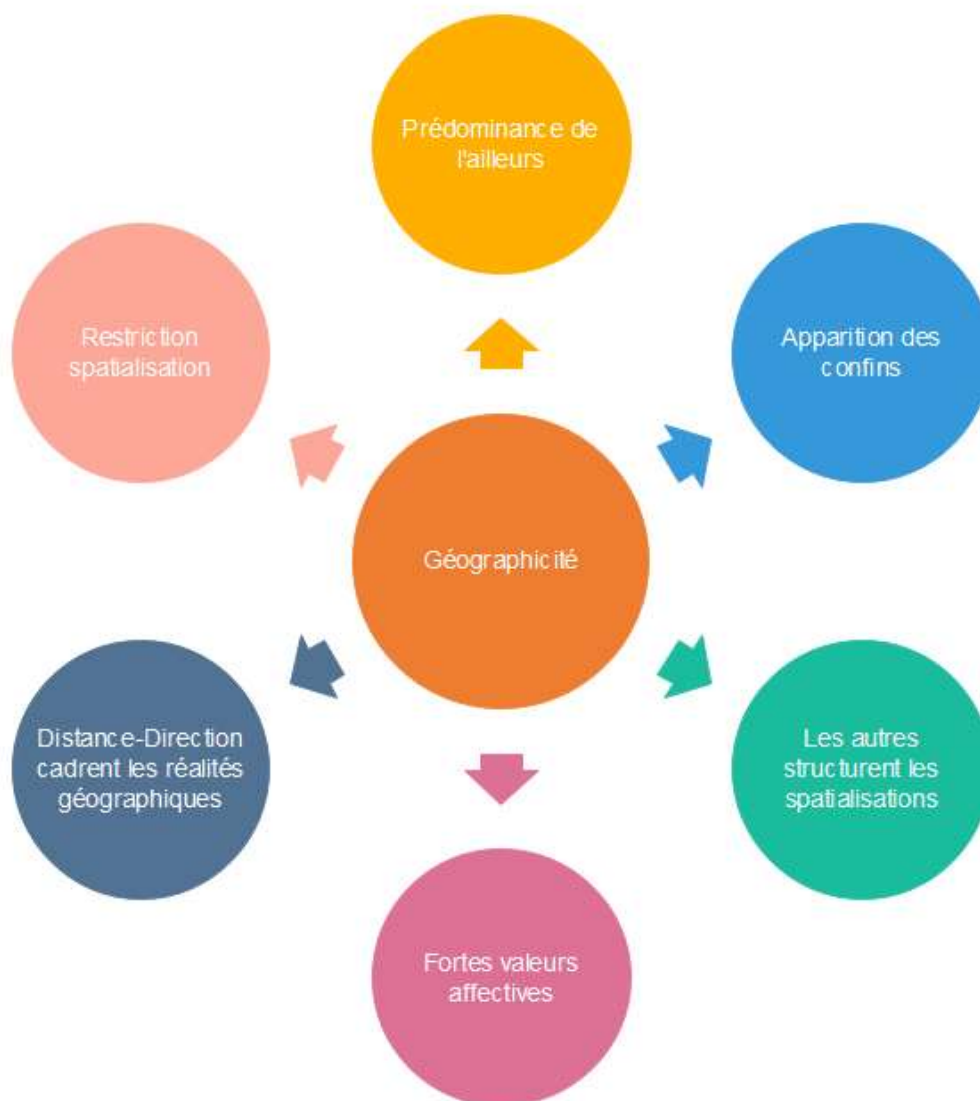 Prédominance de
l'ailleurs
Restriction
spatialisation
Apparition des
confins
Géographicité
Distance-Direction
cadrent les réalités
géographiques
Les autres
structurent les
spatialisations
Fortes valeurs
affectives